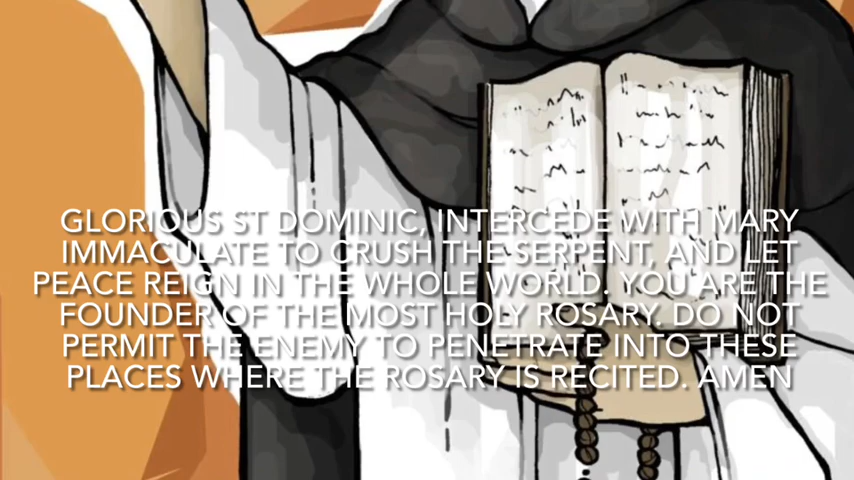 GLORIOUS ST DOMINIC, INTERCEDE WITH MARY
IMMACULATE TO CRUSH THE SERPENT, AND LET
PEACE REIGN IN THE WHOLE WORLD. YOU ARE THE
FOUNDER OF THE MOST HOLY ROSARY. DO NOT
PERMIT THE ENEMY TO PENETRATE INTO THESE
PLACES WHERE THE ROSARY IS RECITED. AMEN